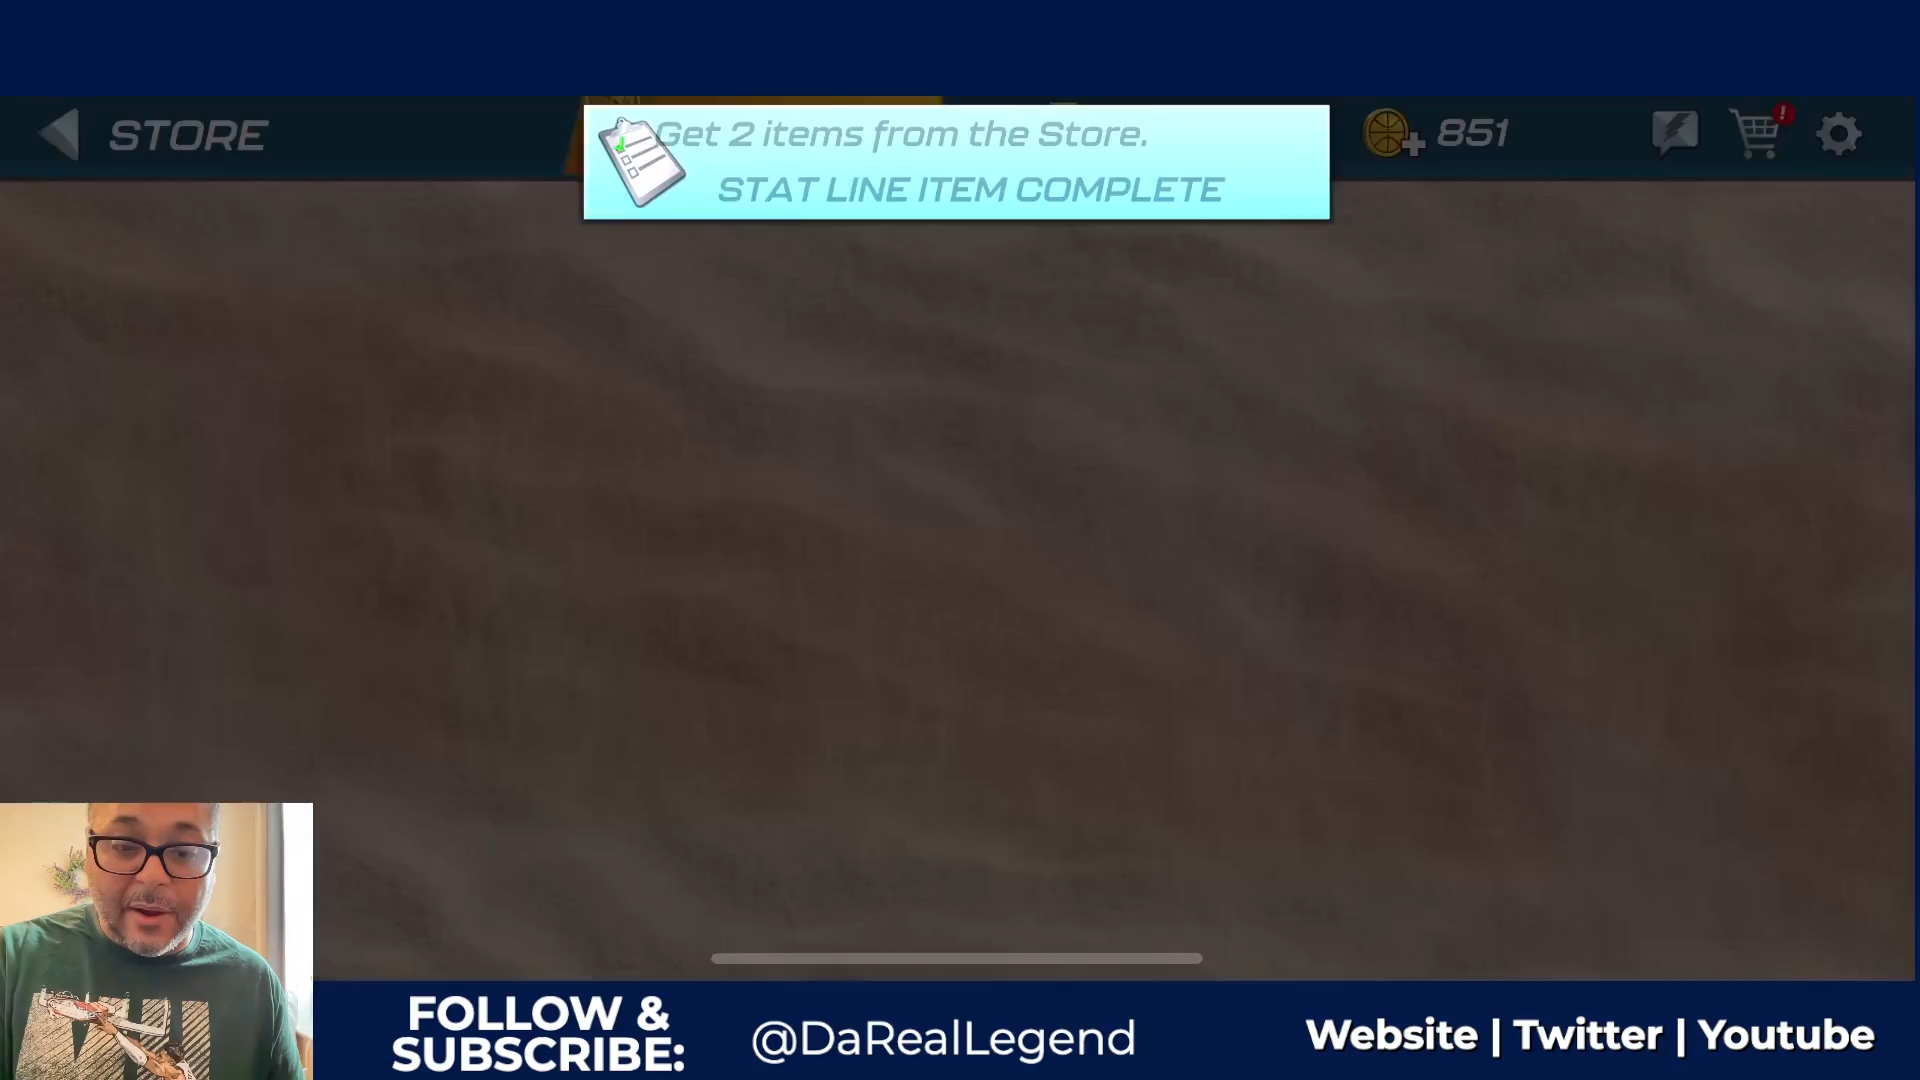 STORE
Get 2 items from the Store.
STAT LINE ITEM COMPLETE
851
!
FOLLOW &
SUBSCRIBE:
@DaRealLegend
Website | Twitter | Youtube